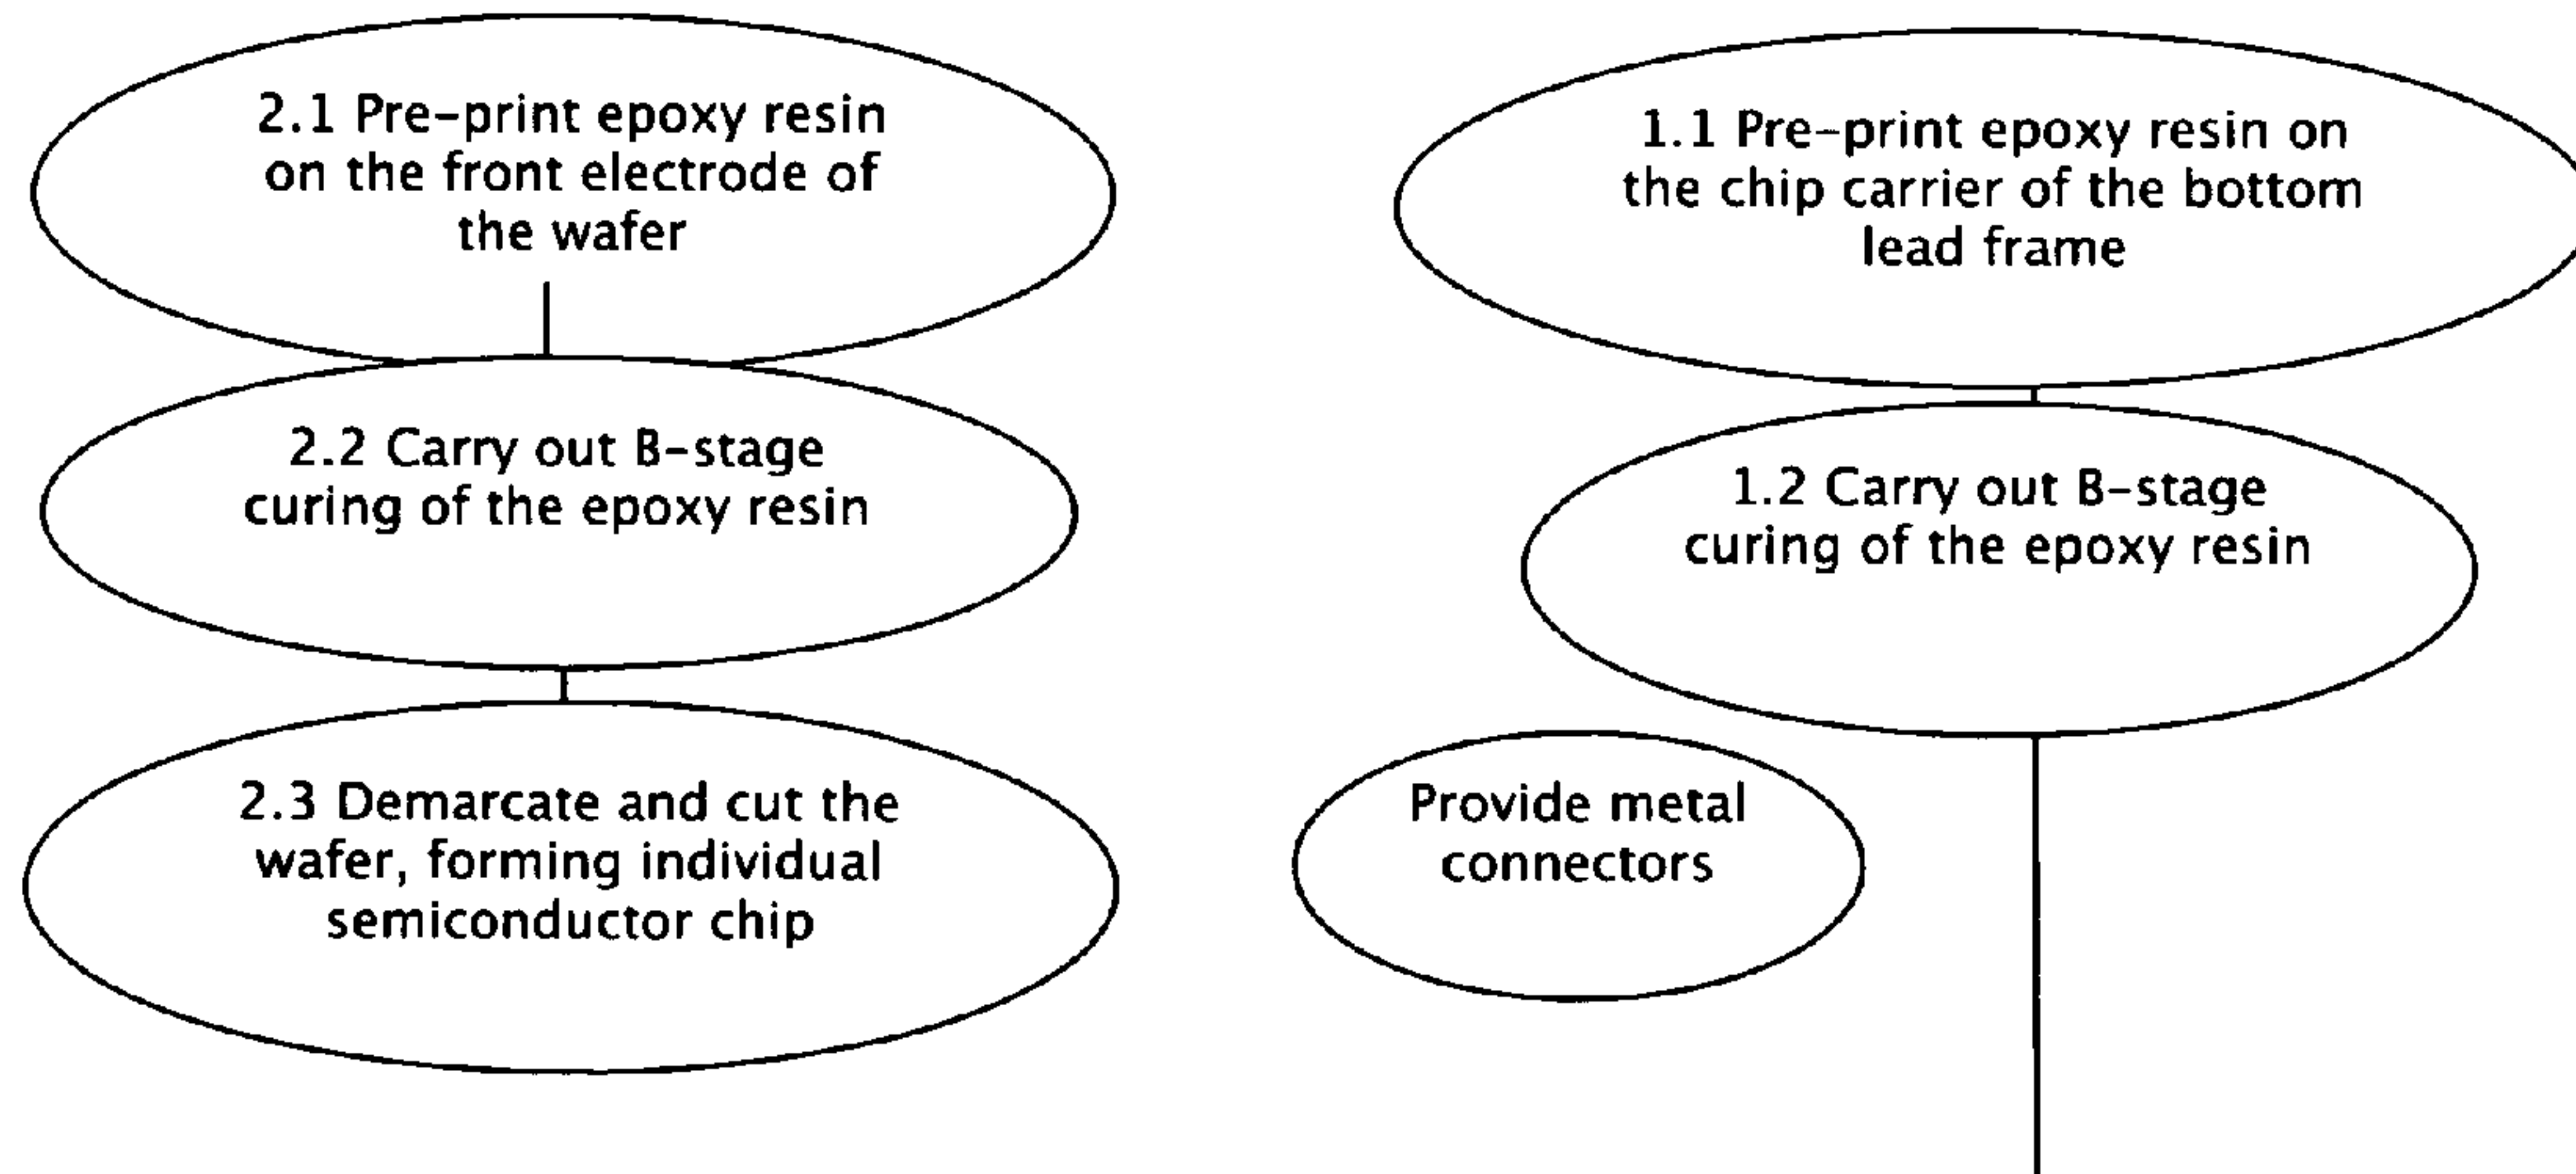 2.1 Pre-print epoxy resin
on the front electrode of
the wafer
2.2 Carry out B-stage
curing of the epoxy resin
2.3 Demarcate and cut the
wafer, forming individual
semiconductor chip
1.1 Pre-print epoxy resin on
the chip carrier of the bottom
lead frame
1.2 Carry out B-stage
curing of the epoxy resin
Provide metal
connectors